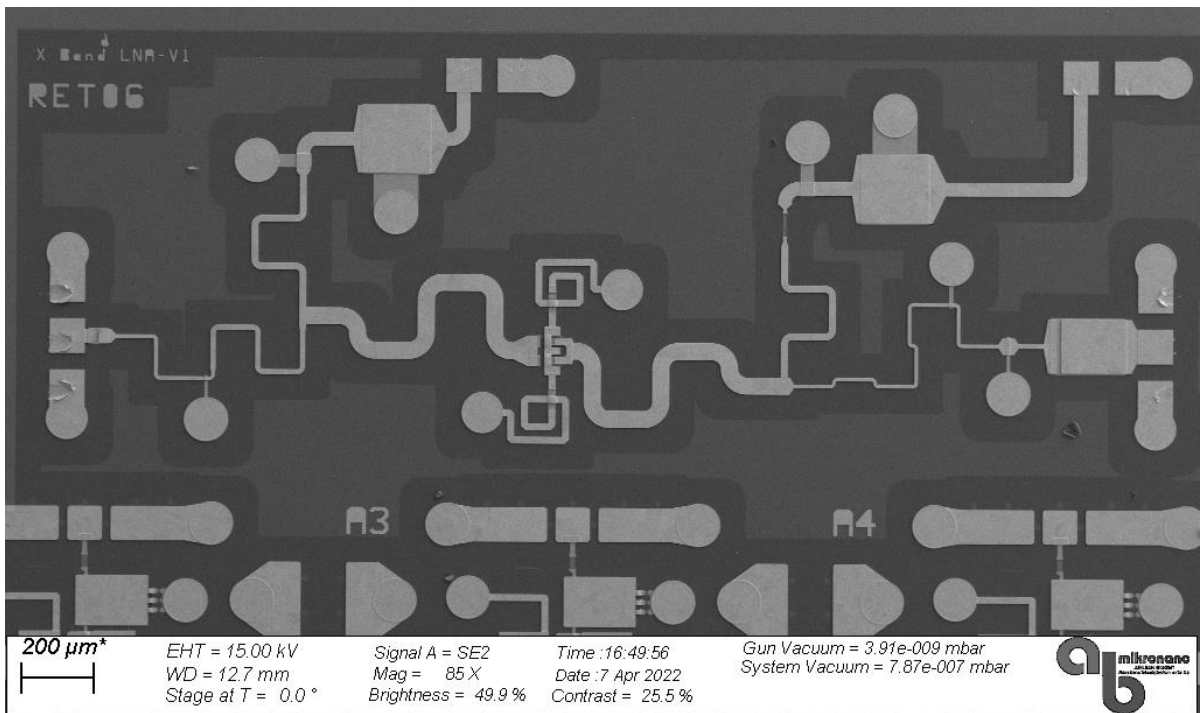 X Band LNA-V1
RET06
A3
A4
200 µm*
EHT = 15.00 kV
WD = 12.7 mm
Stage at T = 0.0 °
Signal A = SE2
Mag = 85 X
Brightness = 49.9 %
Time :16:49:56
Date :7 Apr 2022
Contrast = 25.5 %
Gun Vacuum = 3.91e-009 mbar
System Vacuum = 7.87e-007 mbar
ab
mikronano